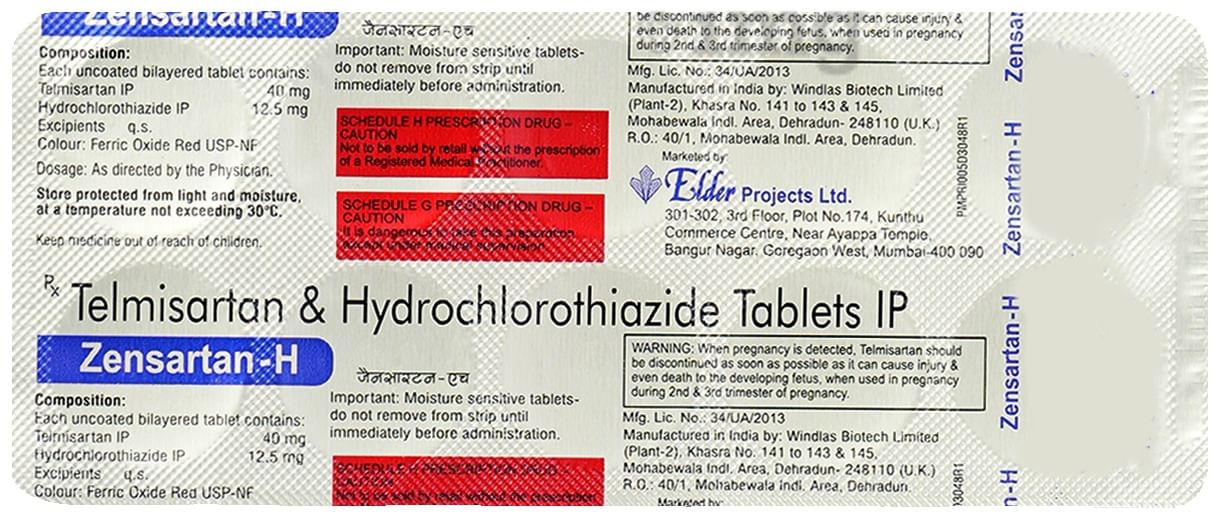 Zensartan-H
Composition:
Each uncoated bilayered tablet contains:
Telmisartan IP 40 mg
Hydrochlorothiazide IP 12.5 mg
Excipients q.s.
Colour: Ferric Oxide Red USP-NF
Dosage: As directed by the Physician.
Store protected from light and moisture,
at a temperature not exceeding 30°C.
Keep medicine out of reach of children.
जैनसारटन-एच
Important: Moisture sensitive tablets-
do not remove from strip until
immediately before administration.
SCHEDULE H PRESCRIPTION DRUG –
CAUTION
Not to be sold by retail without the prescription
of a Registered Medical Practitioner.
SCHEDULE G PRESCRIPTION DRUG –
CAUTION
It is dangerous to take this preparation
except under medical supervision.
be discontinued as soon as possible as it can cause injury &
even death to the developing fetus, when used in pregnancy
during 2nd & 3rd trimester of pregnancy.
Mfg. Lic. No.: 34/UA/2013
Manufactured in India by: Windlas Biotech Limited
(Plant-2), Khasra No. 141 to 143 & 145,
Mohabewala Indl. Area, Dehradun- 248110 (U.K.)
R.O.: 40/1, Mohabewala Indl. Area, Dehradun.
Marketed by:
Elder Projects Ltd.
301-302, 3rd Floor, Plot No.174, Kunthu
Commerce Centre, Near Ayappa Temple,
Bangur Nagar, Goregaon West, Mumbai-400 090
Zensar
Zensartan-H
Rx Telmisartan & Hydrochlorothiazide Tablets IP
Zensartan-H
Composition:
Each uncoated bilayered tablet contains:
Telmisartan IP 40 mg
Hydrochlorothiazide IP 12.5 mg
Excipients q.s.
Colour: Ferric Oxide Red USP-NF
जैनसारटन-एच
Important: Moisture sensitive tablets-
do not remove from strip until
immediately before administration.
SCHEDULE H PRESCRIPTION DRUG –
CAUTION
Not to be sold by retail without the prescription
WARNING: When pregnancy is detected, Telmisartan should
be discontinued as soon as possible as it can cause injury &
even death to the developing fetus, when used in pregnancy
during 2nd & 3rd trimester of pregnancy.
Mfg. Lic. No.: 34/UA/2013
Manufactured in India by: Windlas Biotech Limited
(Plant-2), Khasra No. 141 to 143 & 145,
Mohabewala Indl. Area, Dehradun- 248110 (U.K.)
R.O.: 40/1, Mohabewala Indl. Area, Dehradun.
Marketed by:
3048R1
Zensartan-H
n-H